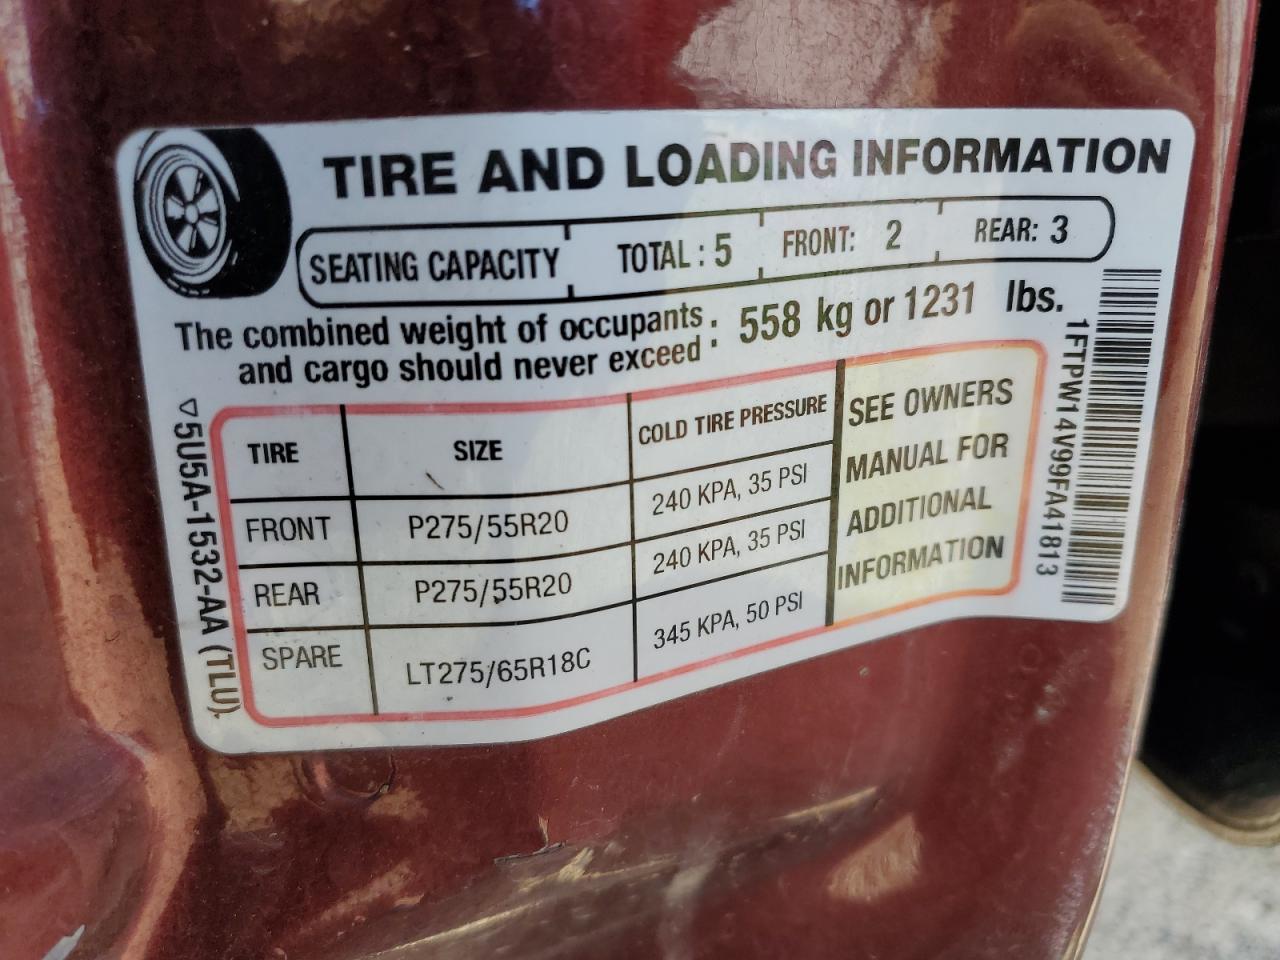 TIRE AND LOADING INFORMATION
SEATING CAPACITY TOTAL : 5 FRONT: 2 REAR: 3
The combined weight of occupants
and cargo should never exceed : 558 kg or 1231 lbs.
TIRE SIZE COLD TIRE PRESSURE
FRONT P275/55R20 240 KPA, 35 PSI
REAR P275/55R20 240 KPA, 35 PSI
SPARE LT275/65R18C 345 KPA, 50 PSI
SEE OWNERS
MANUAL FOR
ADDITIONAL
INFORMATION
5U5A-1532-AA (TLU)
1FTPW14V99FA41813